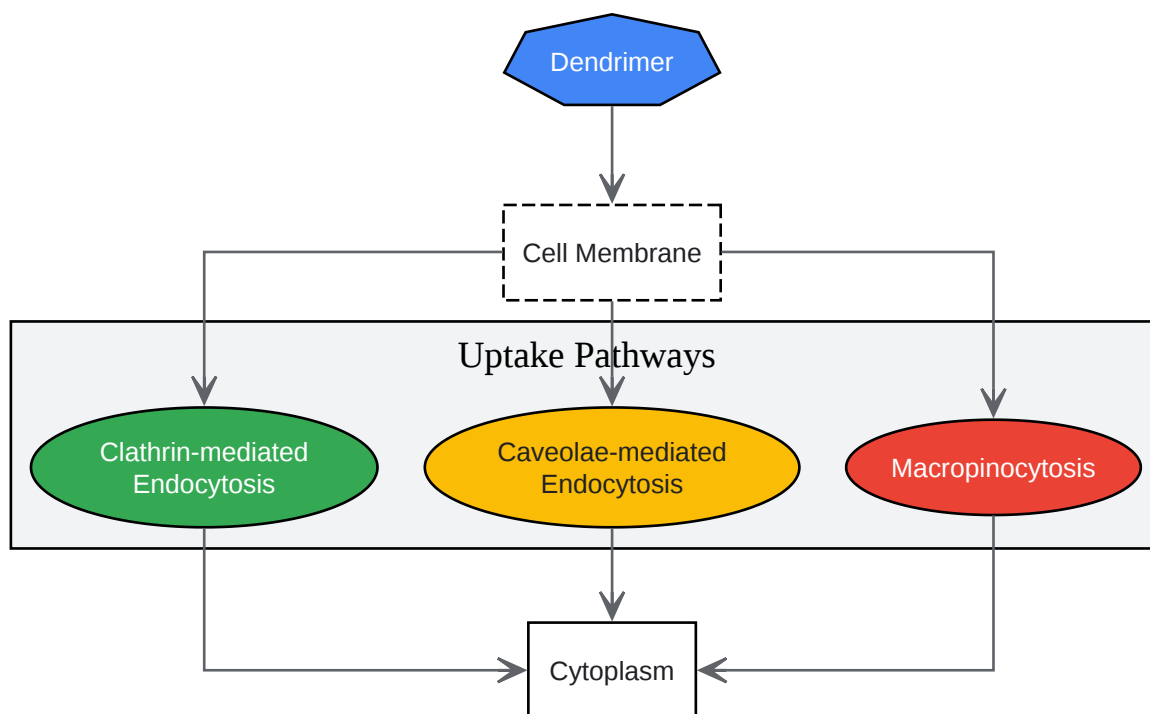 Dendrimer
Cell Membrane
Uptake Pathways
Clathrin-mediated
Endocytosis
Caveolae-mediated
Endocytosis
Macropinocytosis
Cytoplasm